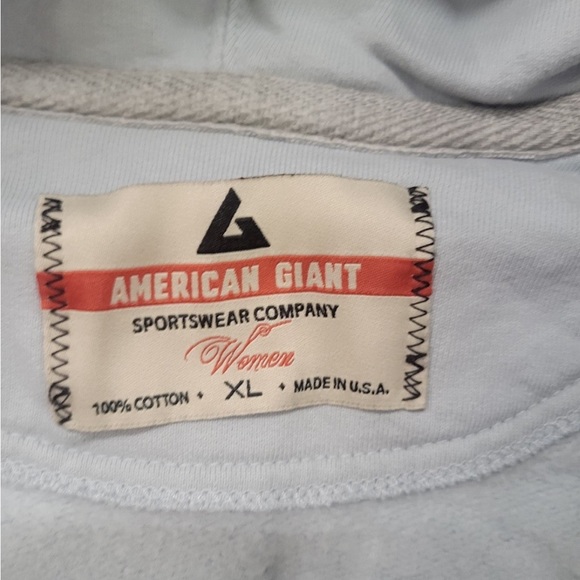 AMERICAN GIANT
SPORTSWEAR COMPANY
Women
100% COTTON • XL • MADE IN U.S.A.